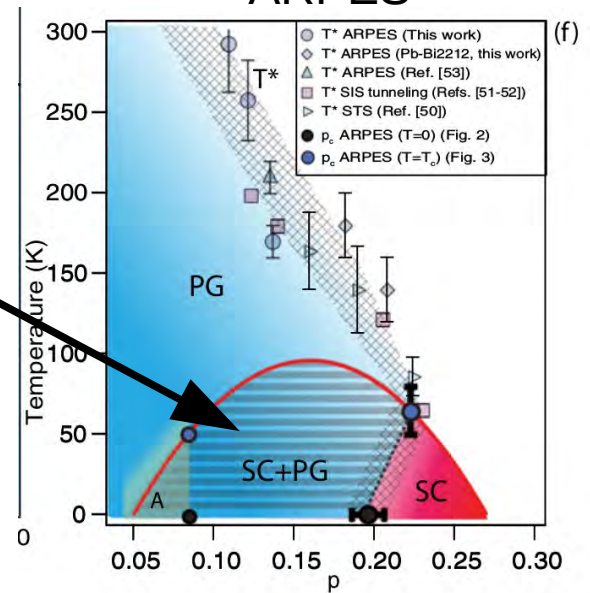 ARPES
300
250
200
150
100
50
0
Temperature (K)
(f)
T* ARPES (This work)
T* ARPES (Pb-Bi2212, this work)
T* ARPES (Ref. [53])
T* SIS tunneling (Refs. [51-52])
T* STS (Ref. [50])
pc ARPES (T=0) (Fig. 2)
pc ARPES (T=Tc) (Fig. 3)
T*
PG
SC+PG
SC
A
0
0.05 0.10 0.15 0.20 0.25 0.30
p